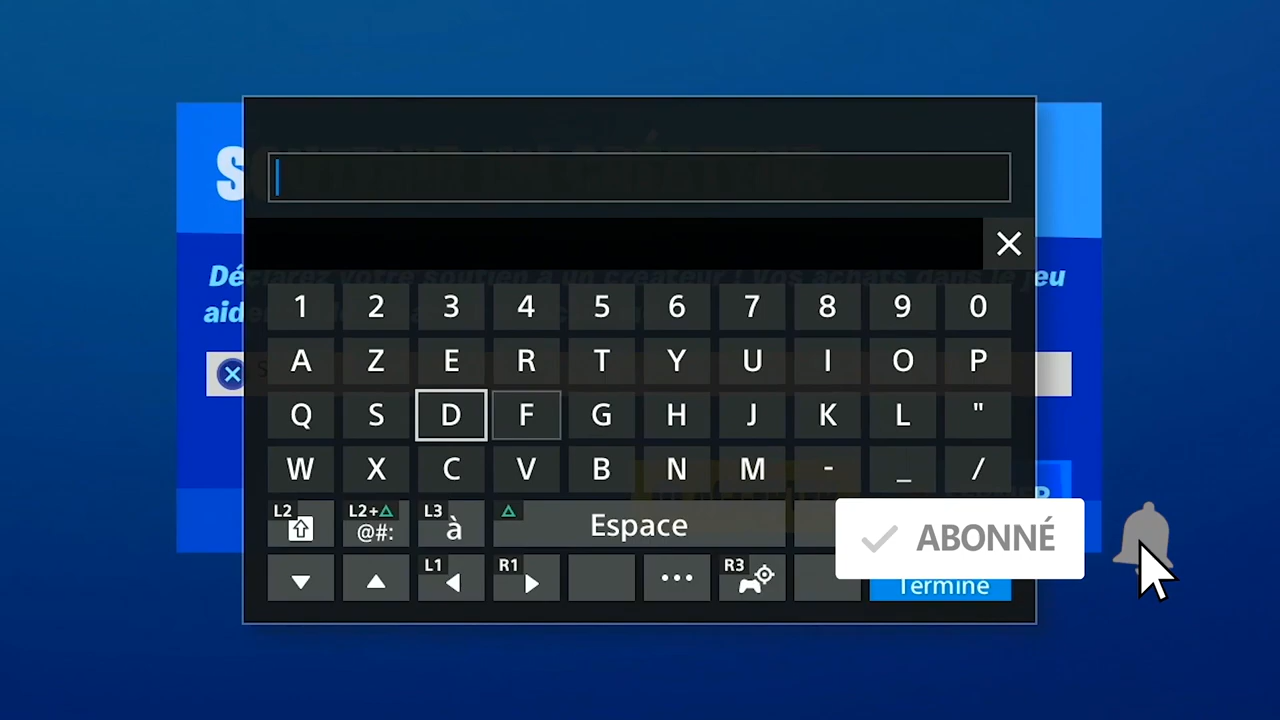 S
Déclarez votre soutien à un créateur ! Vos achats dans le jeu
aide
1 2 3 4 5 6 7 8 9 0
A Z E R T Y U I O P
Q S D F G H J K L "
W X C V B N M - _ /
L2 L2+△ @#: L3 à △ Espace
ABONNÉ
L1 R1 ... R3 Terminé